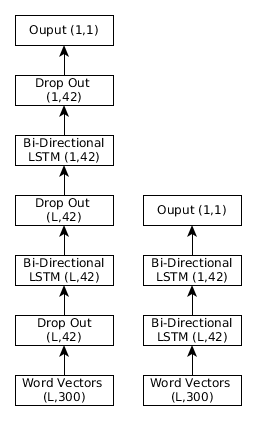 Ouput (1,1)
Drop Out
(1,42)
Bi-Directional
LSTM (1,42)
Drop Out
(L,42)
Bi-Directional
LSTM (L,42)
Drop Out
(L,42)
Word Vectors
(L,300)
Ouput (1,1)
Bi-Directional
LSTM (1,42)
Bi-Directional
LSTM (L,42)
Word Vectors
(L,300)